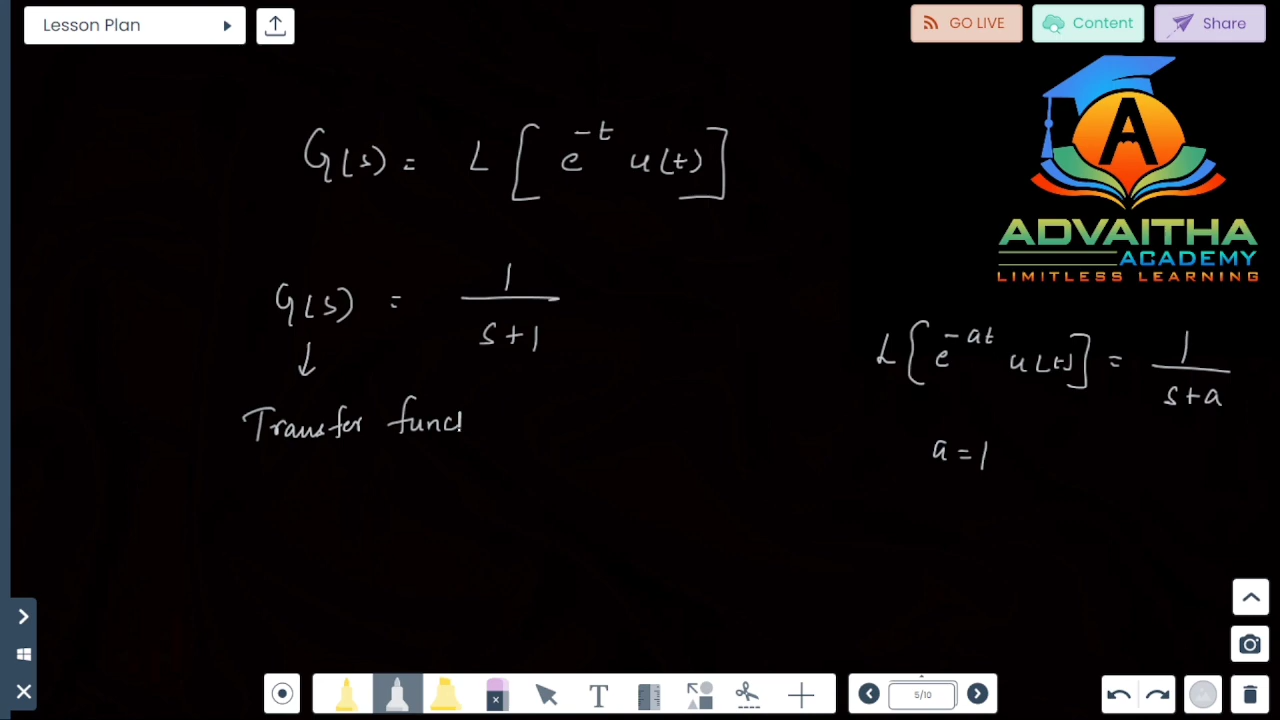 Lesson Plan
GO LIVE
Content
Share
G(s) = L [ e^-t u(t) ]
A
ADVAITHA
ACADEMY
LIMITLESS LEARNING
G(s) = 1/(s+1)
L[ e^-at u(t) ] = 1/(s+a)
Transfer funct
a = 1
T
5/10